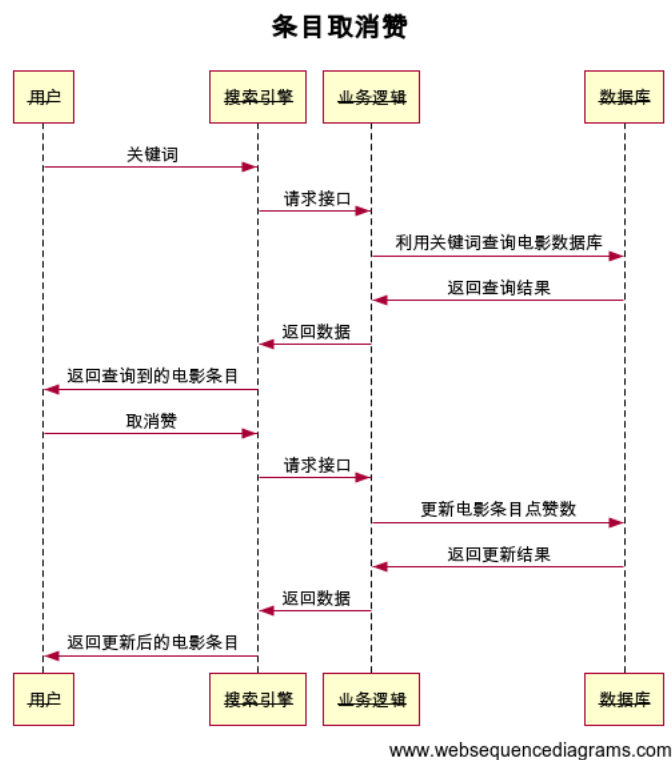 条目取消赞
用户 搜索引擎 业务逻辑 数据库
关键词
请求接口
利用关键词查询电影数据库
返回查询结果
返回数据
返回查询到的电影条目
取消赞
请求接口
更新电影条目点赞数
返回更新结果
返回数据
返回更新后的电影条目
用户 搜索引擎 业务逻辑 数据库
www.websequencediagrams.com